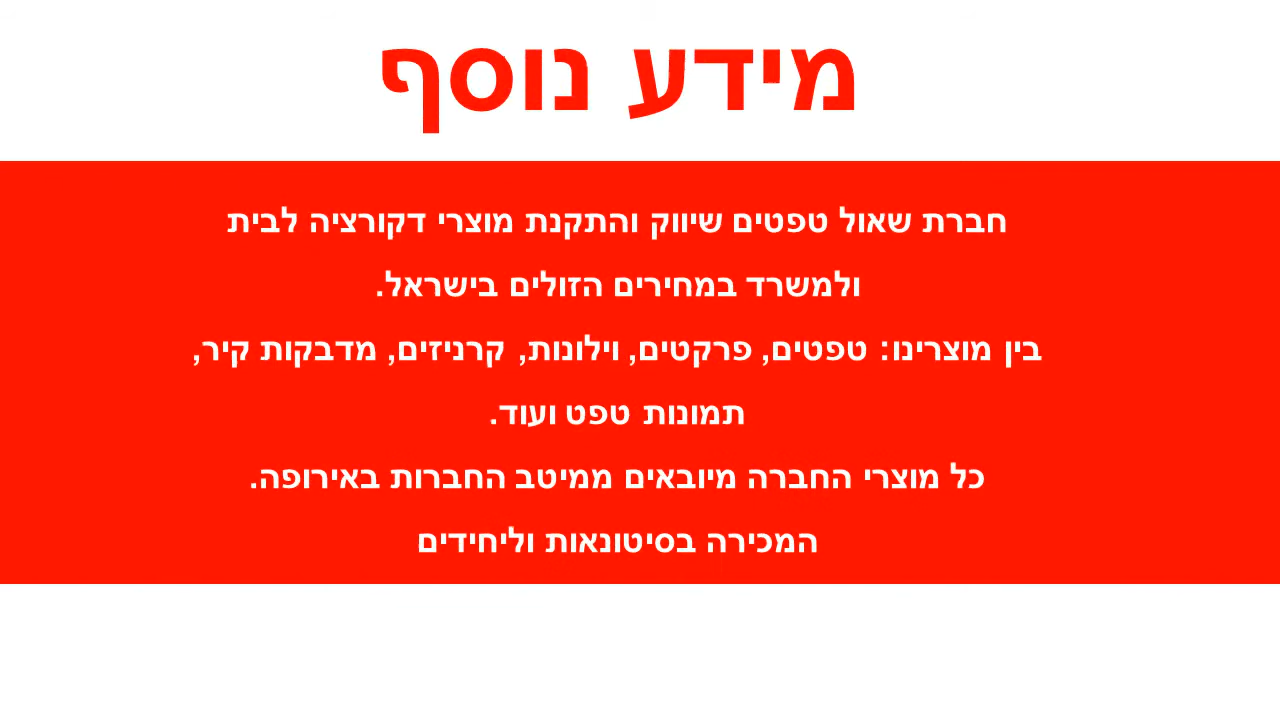 מידע נוסף
חברת שאול טפטים שיווק והתקנת מוצרי דקורציה לבית
ולמשרד במחירים הזולים בישראל.
בין מוצרינו: טפטים, פרקטים, וילונות, קרניזים, מדבקות קיר,
תמונות טפט ועוד.
כל מוצרי החברה מיובאים ממיטב החברות באירופה.
המכירה בסיטונאות וליחידים